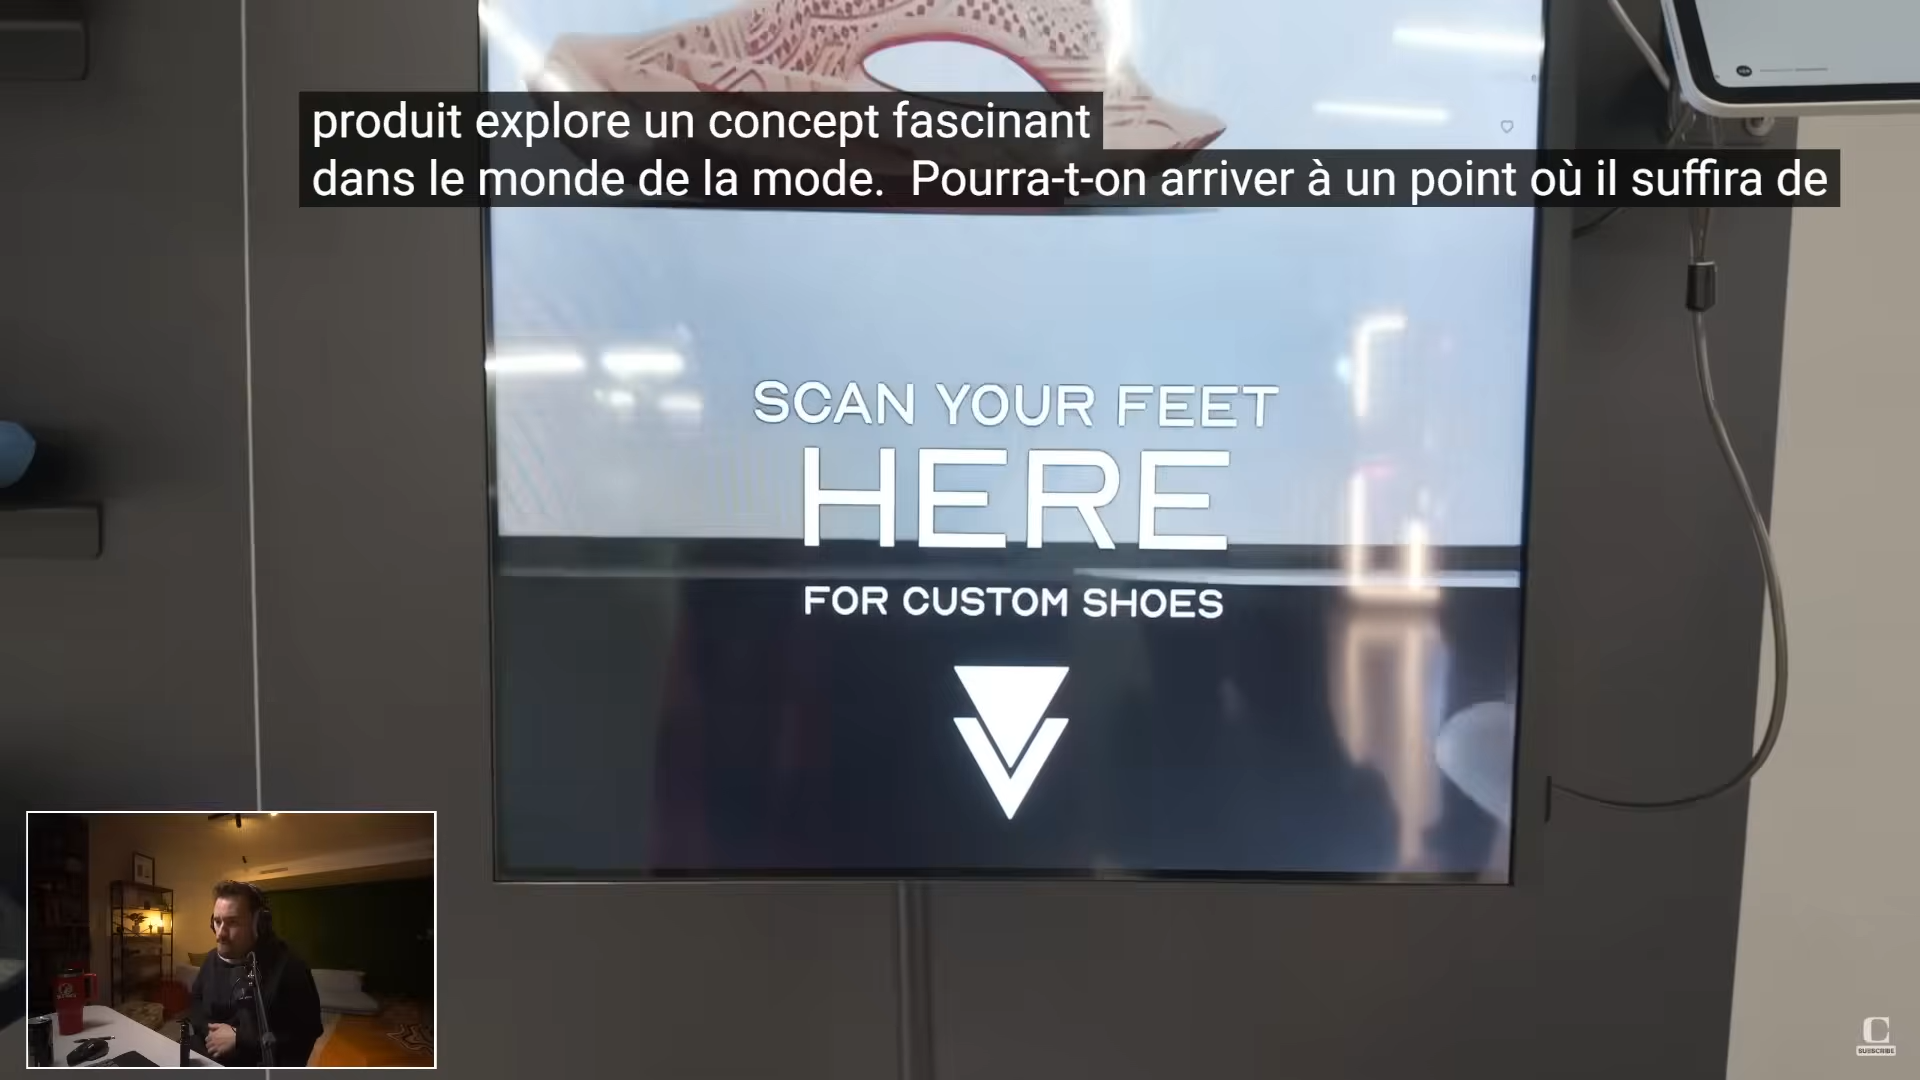 produit explore un concept fascinant
dans le monde de la mode. Pourra-t-on arriver à un point où il suffira de
SCAN YOUR FEET
HERE
FOR CUSTOM SHOES
C
SUBSCRIBE